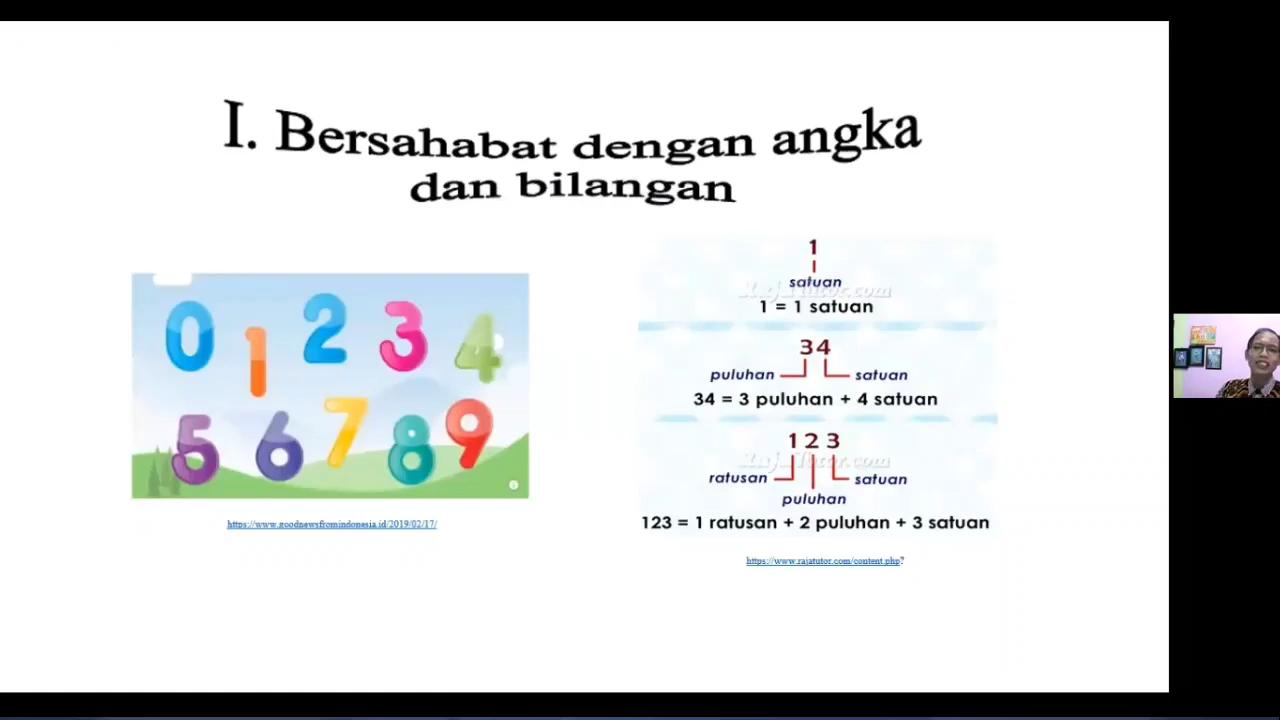 I. Bersahabat dengan angka
dan bilangan
0 1 2 3 4
5 6 7 8 9
https://www.goodnewsfromindonesia.id/2019/02/17/
1
satuan
1 = 1 satuan
34
puluhan satuan
34 = 3 puluhan + 4 satuan
123
ratusan satuan
puluhan
123 = 1 ratusan + 2 puluhan + 3 satuan
https://www.rajatutor.com/content.php?